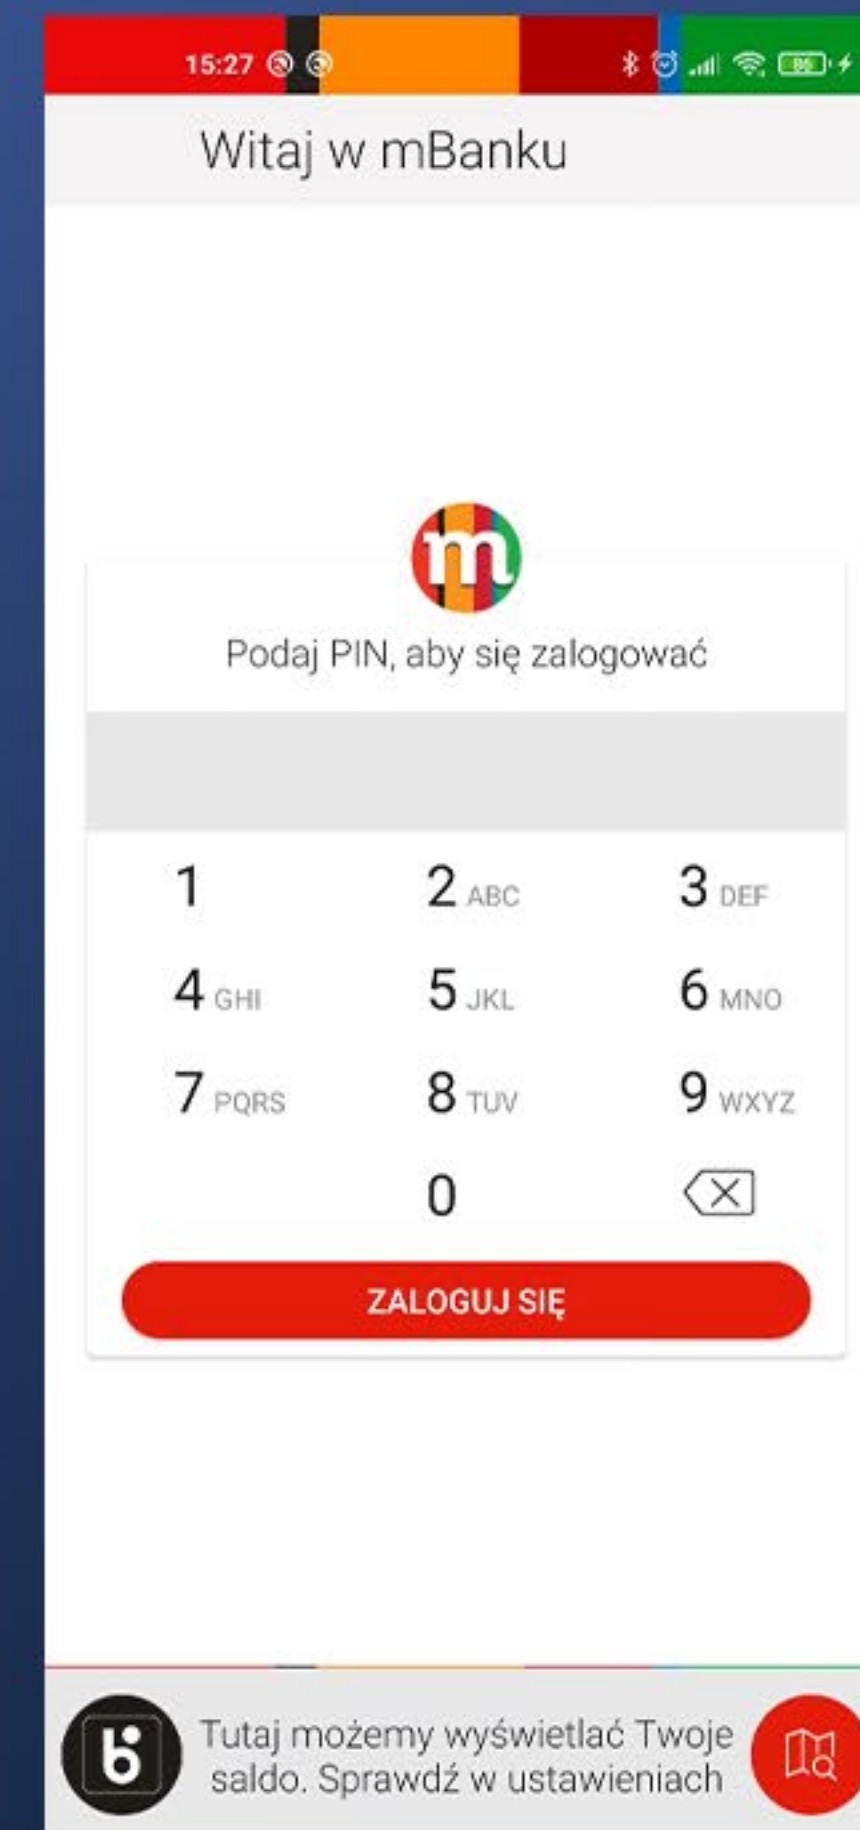 15:27 86
Witaj w mBanku
m
Podaj PIN, aby się zalogować
1 2 ABC 3 DEF
4 GHI 5 JKL 6 MNO
7 PQRS 8 TUV 9 WXYZ
0
ZALOGUJ SIĘ
Tutaj możemy wyświetlać Twoje
saldo. Sprawdź w ustawieniach